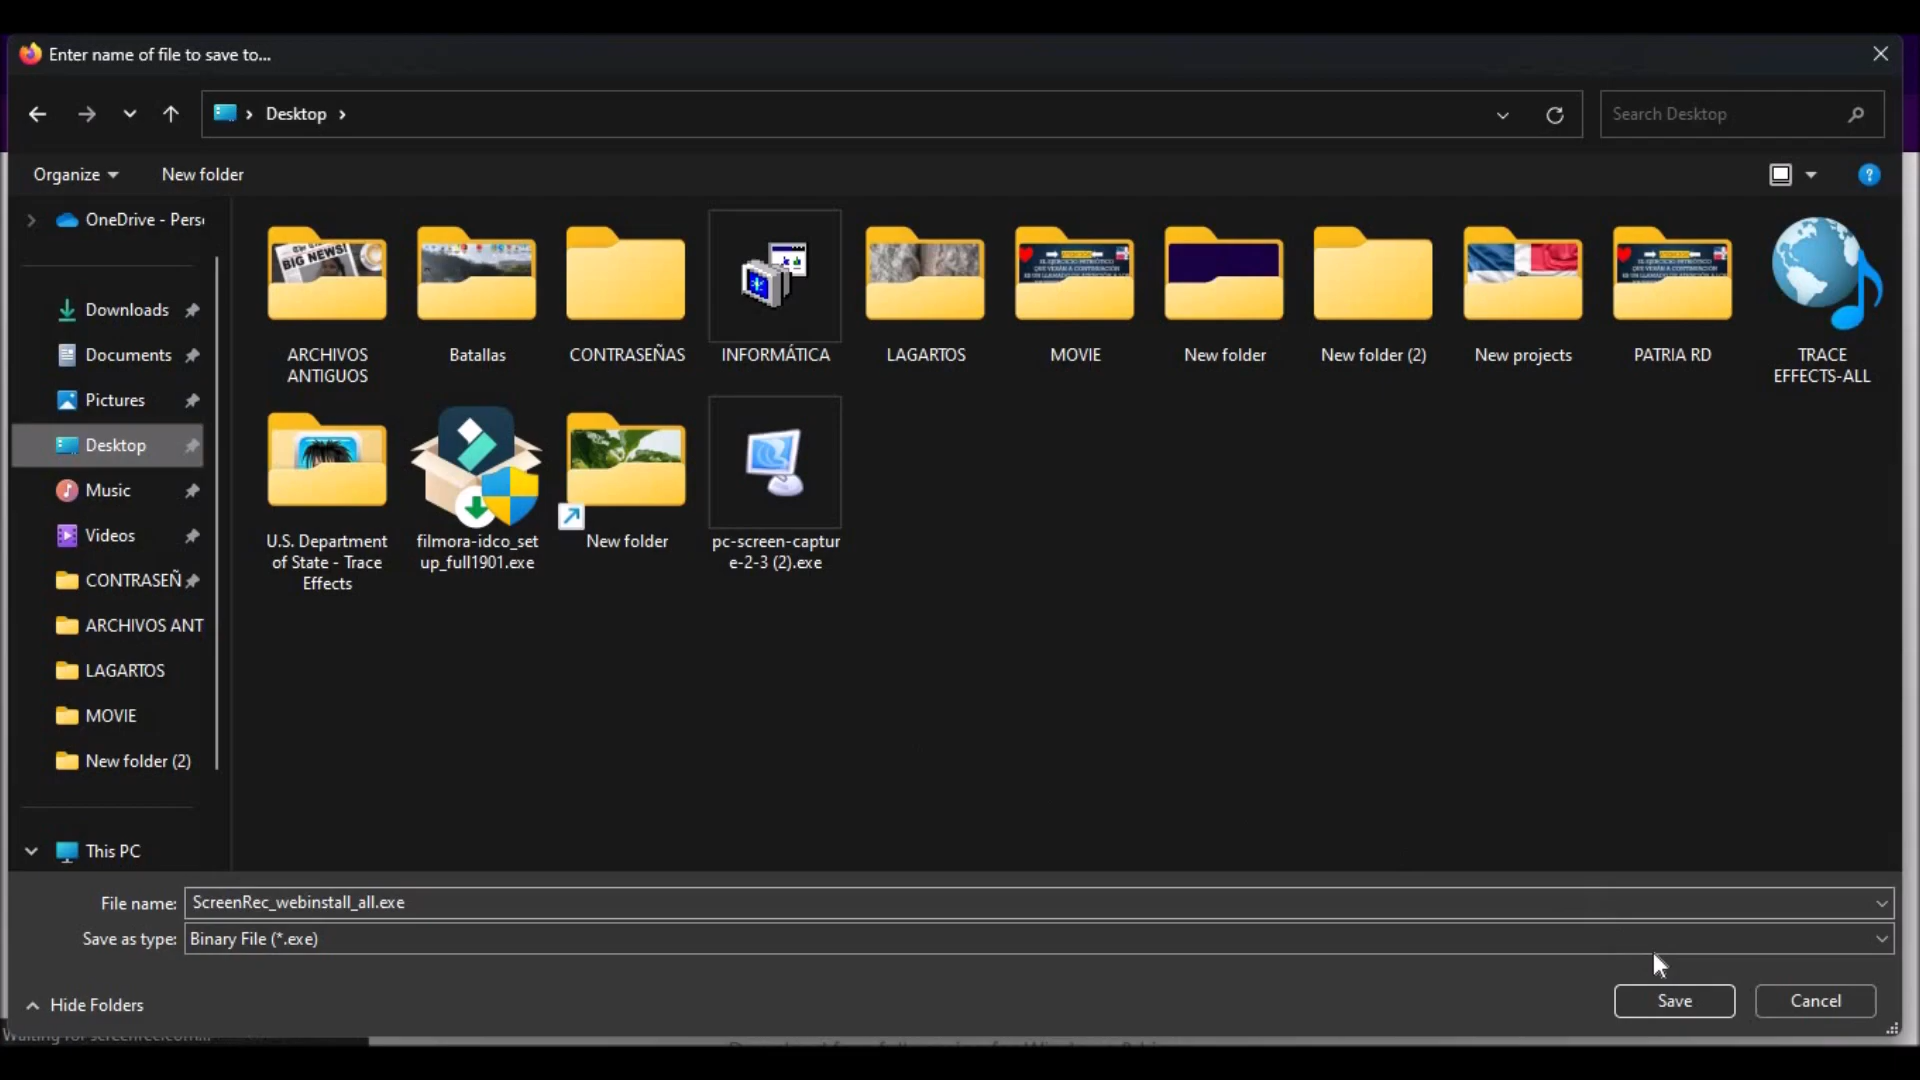 Enter name of file to save to...
Desktop
Search Desktop
Organize
New folder
OneDrive - Pers
Downloads
Documents
Pictures
Desktop
Music
Videos
CONTRASEÑ
ARCHIVOS ANT
LAGARTOS
MOVIE
New folder (2)
This PC
BIG NEWS!
ARCHIVOS
ANTIGUOS
Batallas
CONTRASEÑAS
INFORMÁTICA
LAGARTOS
MOVIE
New folder
New folder (2)
New projects
PATRIA RD
TRACE
EFFECTS-ALL
U.S. Department
of State - Trace
Effects
filmora-idco_set
up_full1901.exe
New folder
pc-screen-captur
e-2-3 (2).exe
File name:
ScreenRec_webinstall_all.exe
Save as type:
Binary File (*.exe)
Hide Folders
Save
Cancel